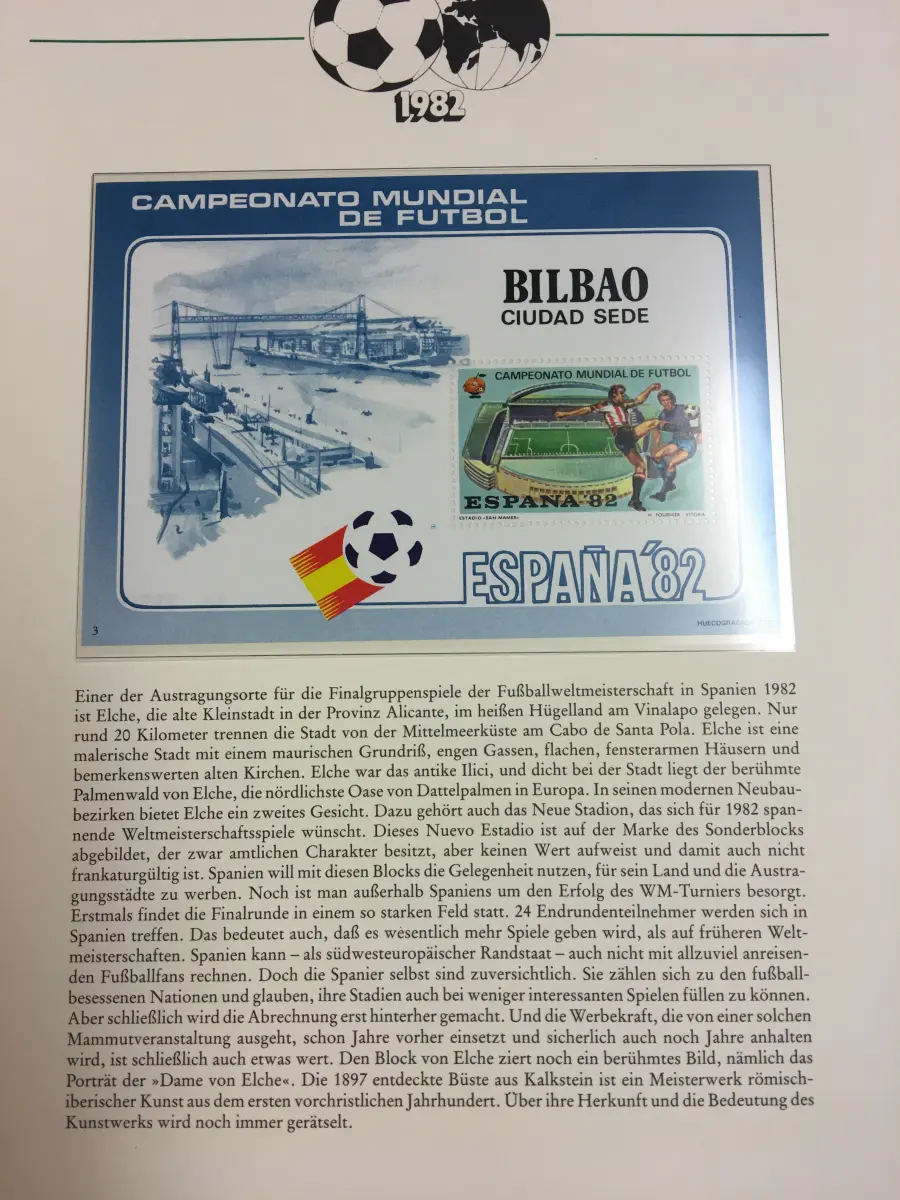 1982
CAMPEONATO MUNDIAL
DE FUTBOL
BILBAO
CIUDAD SEDE
CAMPEONATO MUNDIAL DE FUTBOL
ESPAÑA 82
ESTADIO «SAN MAMES»
H. FOURNIER - VITORIA
ESPAÑA'82
3
Einer der Austragungsorte für die Finalgruppenspiele der Fußballweltmeisterschaft in Spanien 1982
ist Elche, die alte Kleinstadt in der Provinz Alicante, im heißen Hügelland am Vinalapo gelegen. Nur
rund 20 Kilometer trennen die Stadt von der Mittelmeerküste am Cabo de Santa Pola. Elche ist eine
malerische Stadt mit einem maurischen Grundriß, engen Gassen, flachen, fensterarmen Häusern und
bemerkenswerten alten Kirchen. Elche war das antike Ilici, und dicht bei der Stadt liegt der berühmte
Palmenwald von Elche, die nördlichste Oase von Dattelpalmen in Europa. In seinen modernen Neubau-
bezirken bietet Elche ein zweites Gesicht. Dazu gehört auch das Neue Stadion, das sich für 1982 span-
nende Weltmeisterschaftsspiele wünscht. Dieses Nuevo Estadio ist auf der Marke des Sonderblocks
abgebildet, der zwar amtlichen Charakter besitzt, aber keinen Wert aufweist und damit auch nicht
frankaturgültig ist. Spanien will mit diesen Blocks die Gelegenheit nutzen, für sein Land und die Austra-
gungsstädte zu werben. Noch ist man außerhalb Spaniens um den Erfolg des WM-Turniers besorgt.
Erstmals findet die Finalrunde in einem so starken Feld statt. 24 Endrundenteilnehmer werden sich in
Spanien treffen. Das bedeutet auch, daß es wesentlich mehr Spiele geben wird, als auf früheren Welt-
meisterschaften. Spanien kann – als südwesteuropäischer Randstaat – auch nicht mit allzuviel anreisen-
den Fußballfans rechnen. Doch die Spanier selbst sind zuversichtlich. Sie zählen sich zu den fußball-
besessenen Nationen und glauben, ihre Stadien auch bei weniger interessanten Spielen füllen zu können.
Aber schließlich wird die Abrechnung erst hinterher gemacht. Und die Werbekraft, die von einer solchen
Mammutveranstaltung ausgeht, schon Jahre vorher einsetzt und sicherlich auch noch Jahre anhalten
wird, ist schließlich auch etwas wert. Den Block von Elche ziert noch ein berühmtes Bild, nämlich das
Porträt der »Dame von Elche«. Die 1897 entdeckte Büste aus Kalkstein ist ein Meisterwerk römisch-
iberischer Kunst aus dem ersten vorchristlichen Jahrhundert. Über ihre Herkunft und die Bedeutung des
Kunstwerks wird noch immer gerätselt.